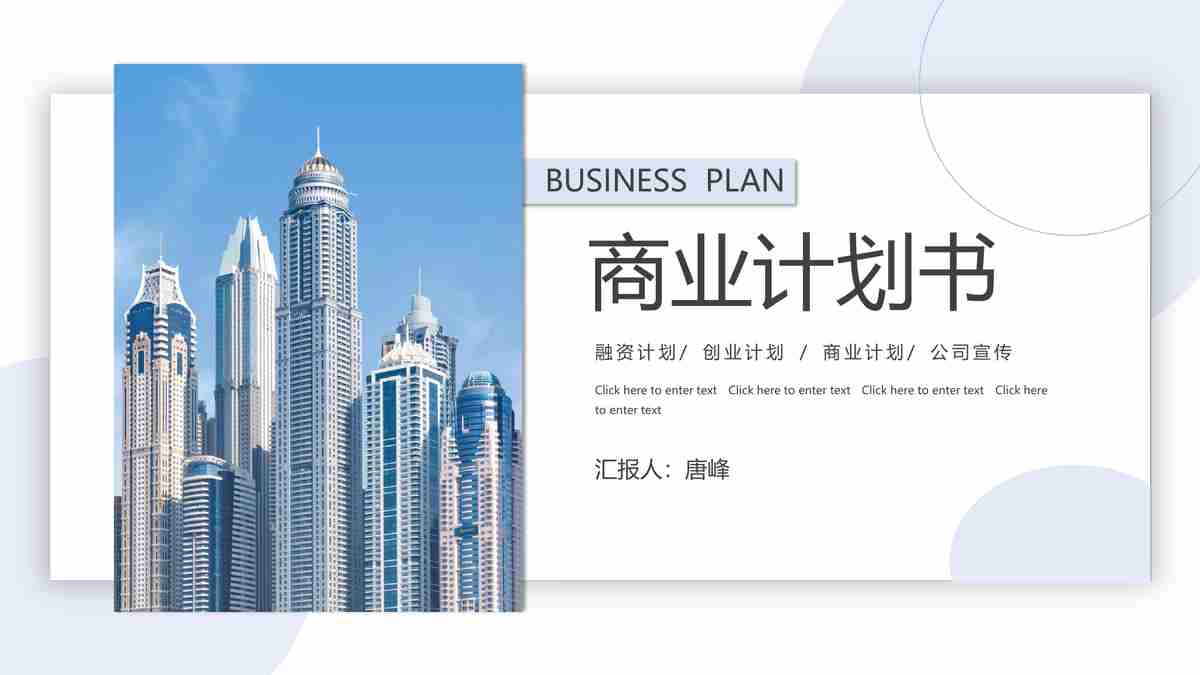 BUSINESS PLAN
商业计划书
融资计划/ 创业计划 / 商业计划/ 公司宣传
Click here to enter text Click here to enter text Click here to enter text Click here
to enter text
汇报人：唐峰